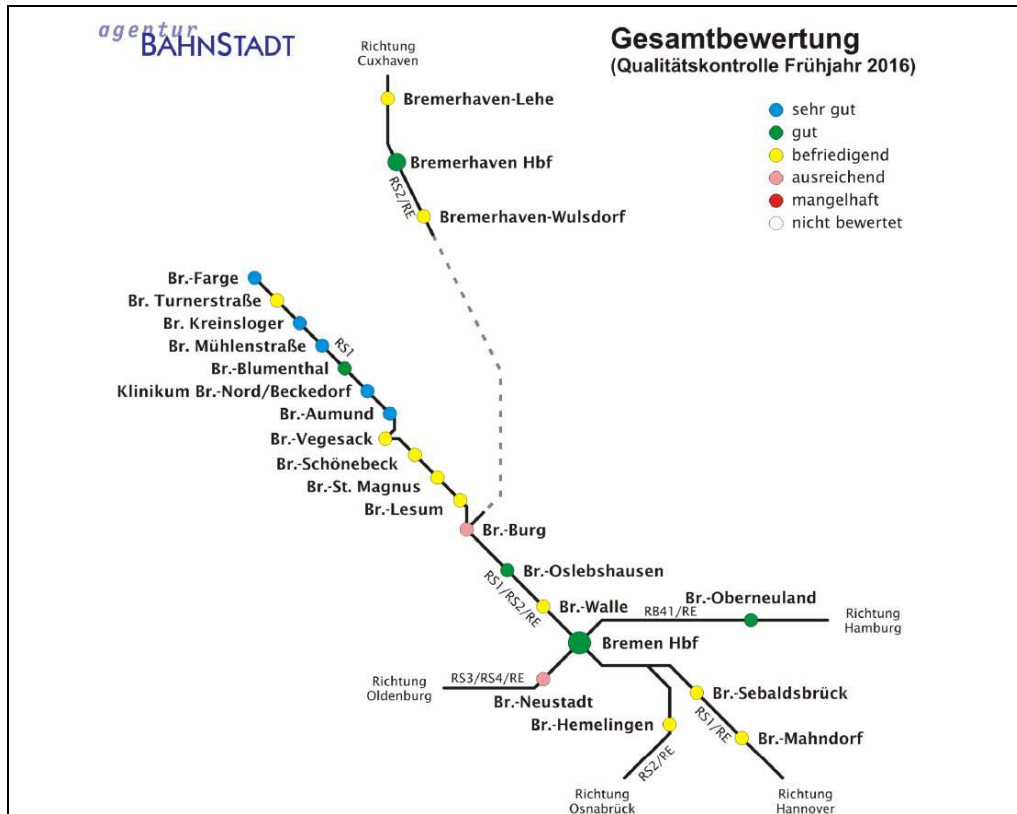 agentur
BAHNSTADT
Gesamtbewertung
(Qualitätskontrolle Frühjahr 2016)
sehr gut
gut
befriedigend
ausreichend
mangelhaft
nicht bewertet
Richtung
Cuxhaven
Bremerhaven-Lehe
Bremerhaven Hbf
RS2/RE
Bremerhaven-Wulsdorf
Br.-Farge
Br. Turnerstraße
Br. Kreinsloger
Br. Mühlenstraße
RS1
Br.-Blumenthal
Klinikum Br.-Nord/Beckedorf
Br.-Aumund
Br.-Vegesack
Br.-Schönebeck
Br.-St. Magnus
Br.-Lesum
Br.-Burg
Br.-Oslebshausen
RS1/RS2/RE
Br.-Walle
Br.-Oberneuland
RB41/RE
Richtung
Hamburg
Bremen Hbf
RS3/RS4/RE
Richtung
Oldenburg
Br.-Neustadt
Br.-Sebaldsbrück
Br.-Hemelingen
RS1/RE
Br.-Mahndorf
RS2/RE
Richtung
Osnabrück
Richtung
Hannover